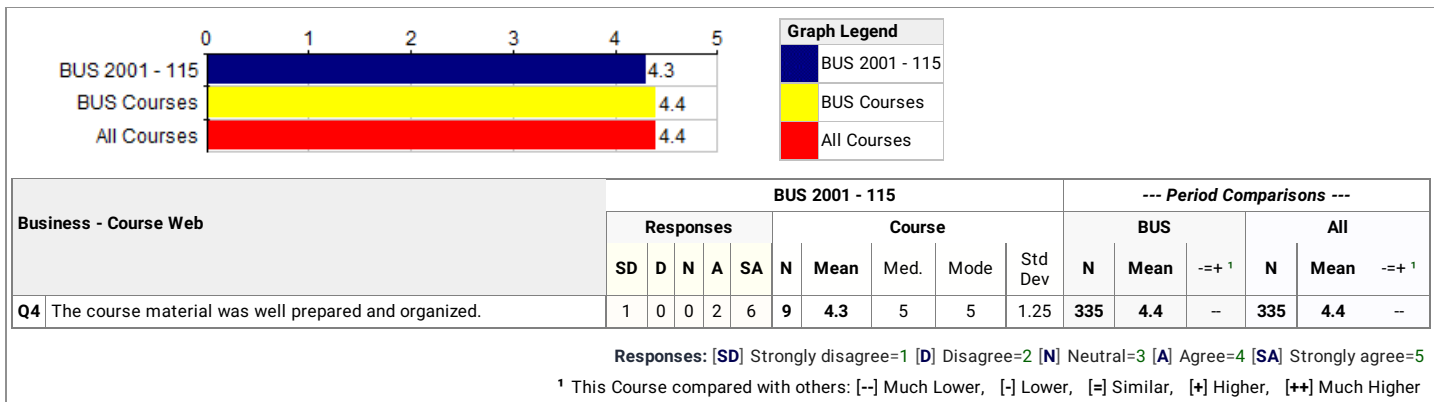 0 1 2 3 4 5
BUS 2001 - 115 4.3
BUS Courses 4.4
All Courses 4.4
Graph Legend
BUS 2001 - 115
BUS Courses
All Courses
Business - Course Web
BUS 2001 - 115 --- Period Comparisons ---
Responses Course BUS All
SD D N A SA N Mean Med. Mode Std Dev N Mean -=+ ¹ N Mean -=+ ¹
Q4 The course material was well prepared and organized. 1 0 0 2 6 9 4.3 5 5 1.25 335 4.4 -- 335 4.4 --
Responses: [SD] Strongly disagree=1 [D] Disagree=2 [N] Neutral=3 [A] Agree=4 [SA] Strongly agree=5
¹ This Course compared with others: [--] Much Lower, [-] Lower, [=] Similar, [+] Higher, [++] Much Higher